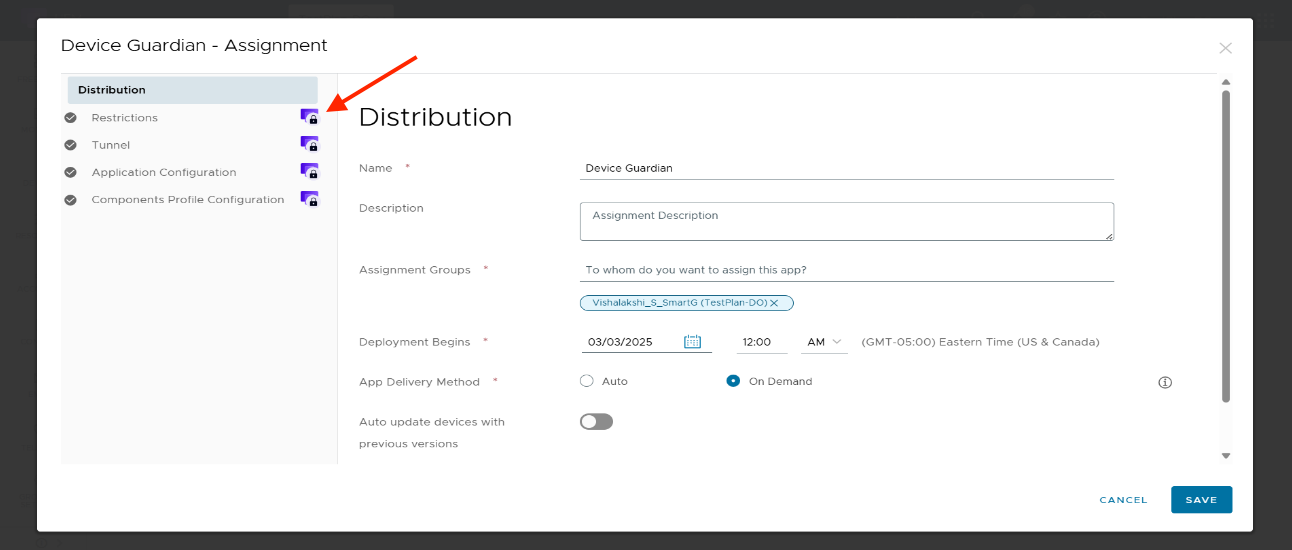 Device Guardian - Assignment
Distribution
Restrictions
Tunnel
Application Configuration
Components Profile Configuration
Distribution
Name * Device Guardian
Description Assignment Description
Assignment Groups * To whom do you want to assign this app?
Vishalakshi_S_SmartG (TestPlan-DO)
Deployment Begins * 03/03/2025 12:00 AM (GMT-05:00) Eastern Time (US & Canada)
App Delivery Method * Auto On Demand
Auto update devices with
previous versions
CANCEL SAVE